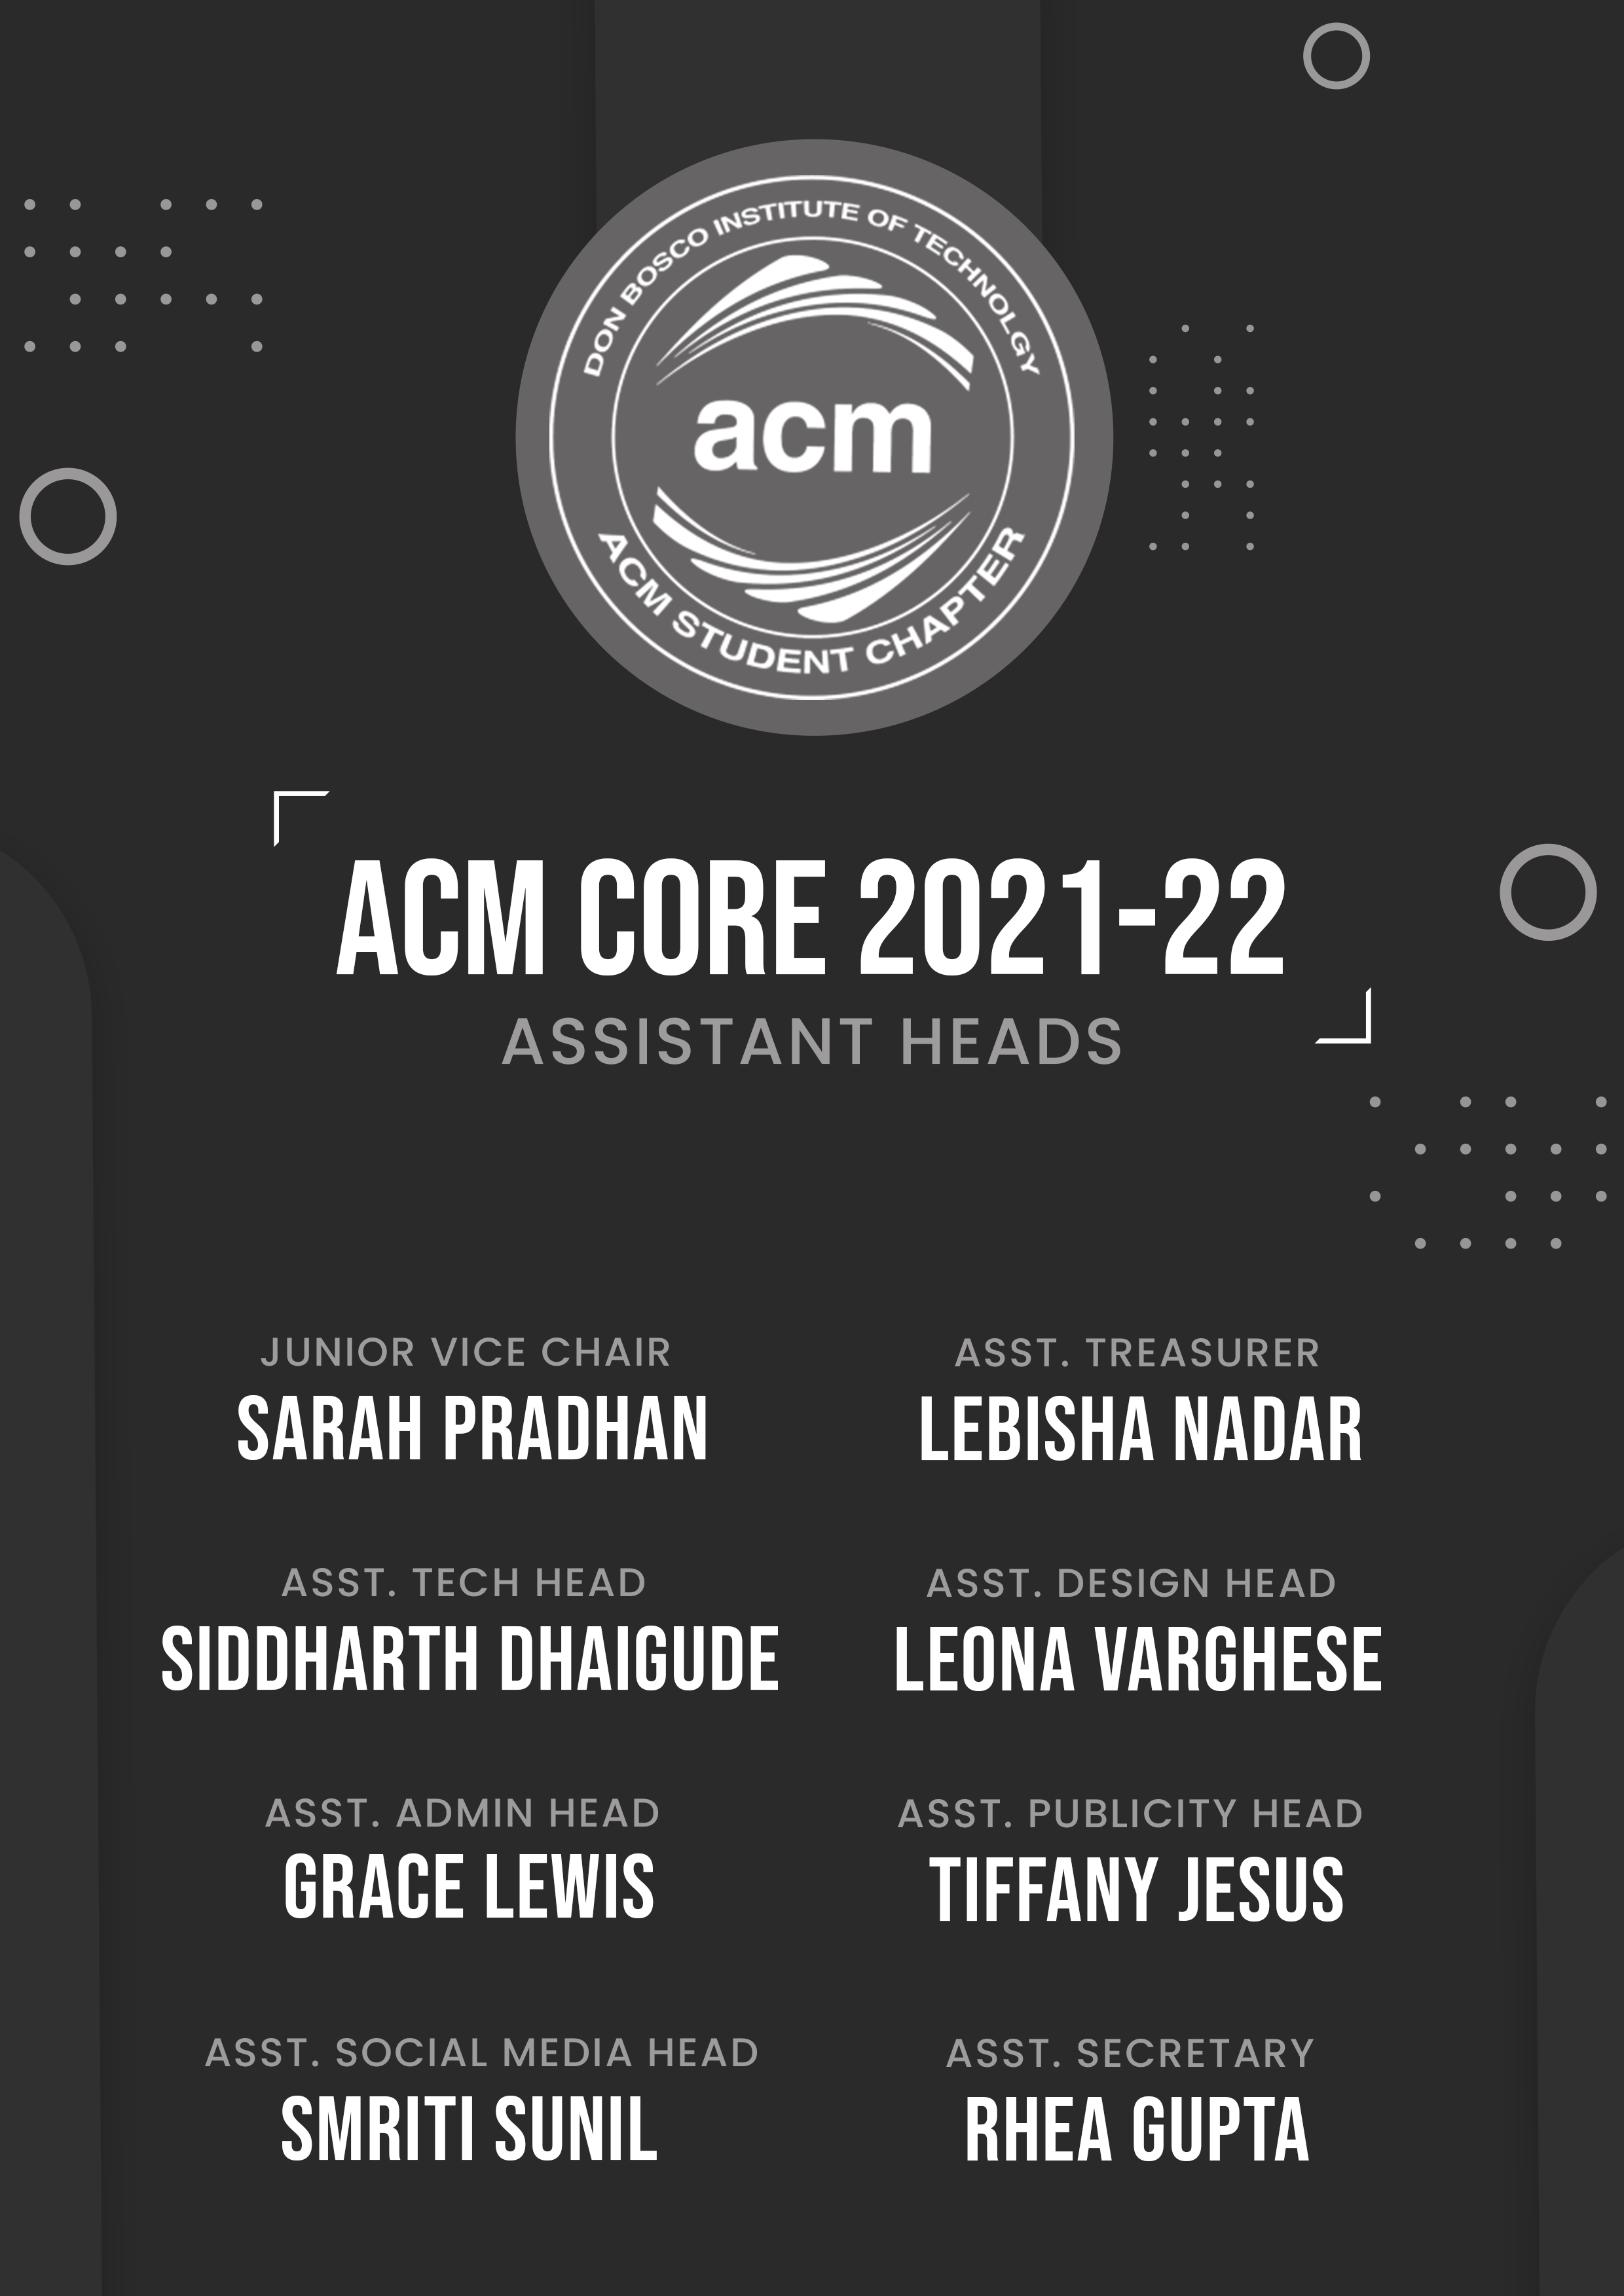 DON BOSCO INSTITUTE OF TECHNOLGY
acm
ACM STUDENT CHAPTER
ACM CORE 2021-22
ASSISTANT HEADS
JUNIOR VICE CHAIR
SARAH PRADHAN
ASST. TREASURER
LEBISHA NADAR
ASST. TECH HEAD
SIDDHARTH DHAIGUDE
ASST. DESIGN HEAD
LEONA VARGHESE
ASST. ADMIN HEAD
GRACE LEWIS
ASST. PUBLICITY HEAD
TIFFANY JESUS
ASST. SOCIAL MEDIA HEAD
SMRITI SUNIL
ASST. SECRETARY
RHEA GUPTA